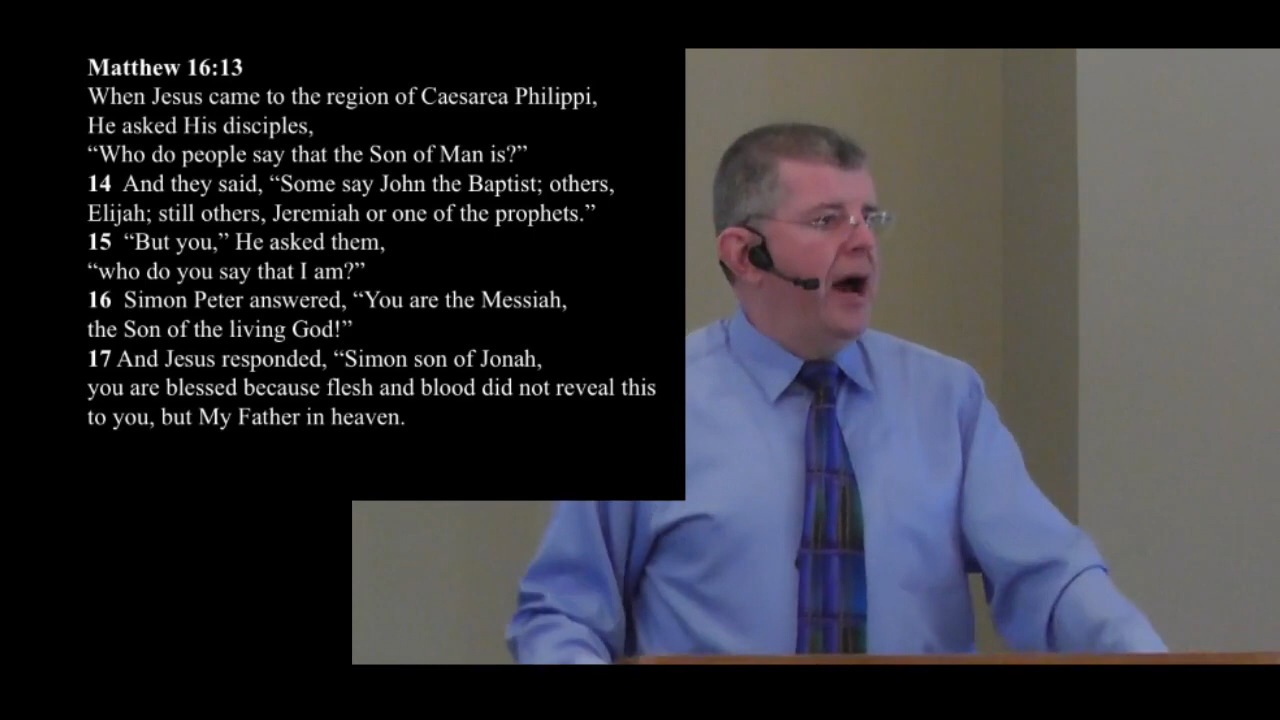 Matthew 16:13
When Jesus came to the region of Caesarea Philippi,
He asked His disciples,
“Who do people say that the Son of Man is?”
14  And they said, “Some say John the Baptist; others,
Elijah; still others, Jeremiah or one of the prophets.”
15  “But you,” He asked them,
“who do you say that I am?”
16  Simon Peter answered, “You are the Messiah,
the Son of the living God!”
17 And Jesus responded, “Simon son of Jonah,
you are blessed because flesh and blood did not reveal this
to you, but My Father in heaven.